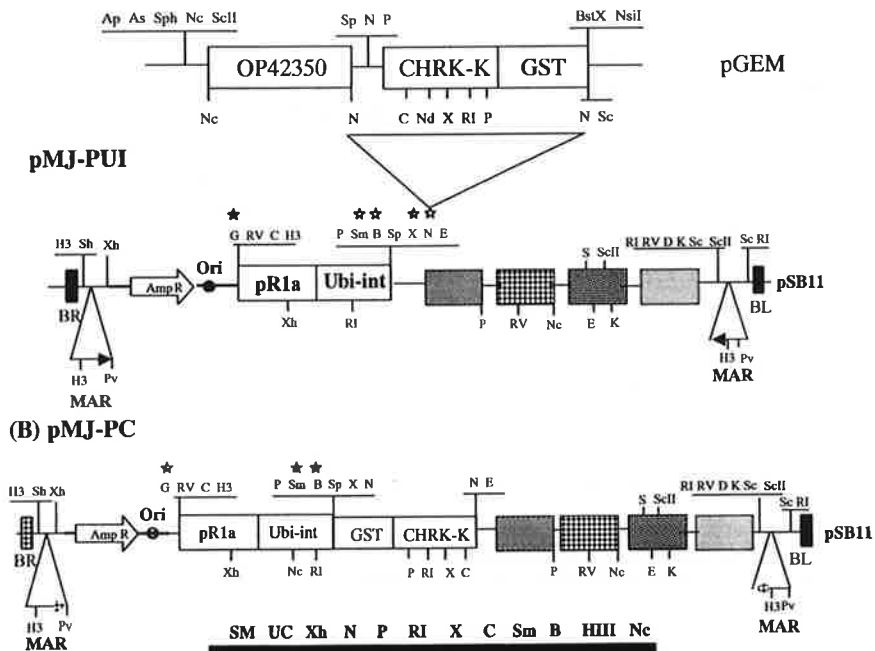 Ap As Sph Nc ScII
Sp N P
BstX NsiI
OP42350
CHRK-K
GST
pGEM
Nc
N
C Nd X RI P
N Sc
pMJ-PUI
G RV C H3
P Sm B Sp X N E
H3 Sh Xh
Ori
AmpR
pR1a
Ubi-int
S ScII
RI RV D K Sc ScII
Sc RI
pSB11
BR
BL
Xh
RI
P
RV
Nc
E K
H3 Pv
MAR
H3 Pv
MAR
(B) pMJ-PC
G RV C H3
P Sm B Sp X N
N E
H3 Sh Xh
Ori
AmpR
pR1a
Ubi-int
GST
CHRK-K
S ScII
RI RV D K Sc ScII
Sc RI
pSB11
BR
BL
Xh
Nc RI
P RI X C
P
RV
Nc
E K
H3 Pv
MAR
H3Pv
MAR
SM UC Xh N P RI X C Sm B HIII Nc